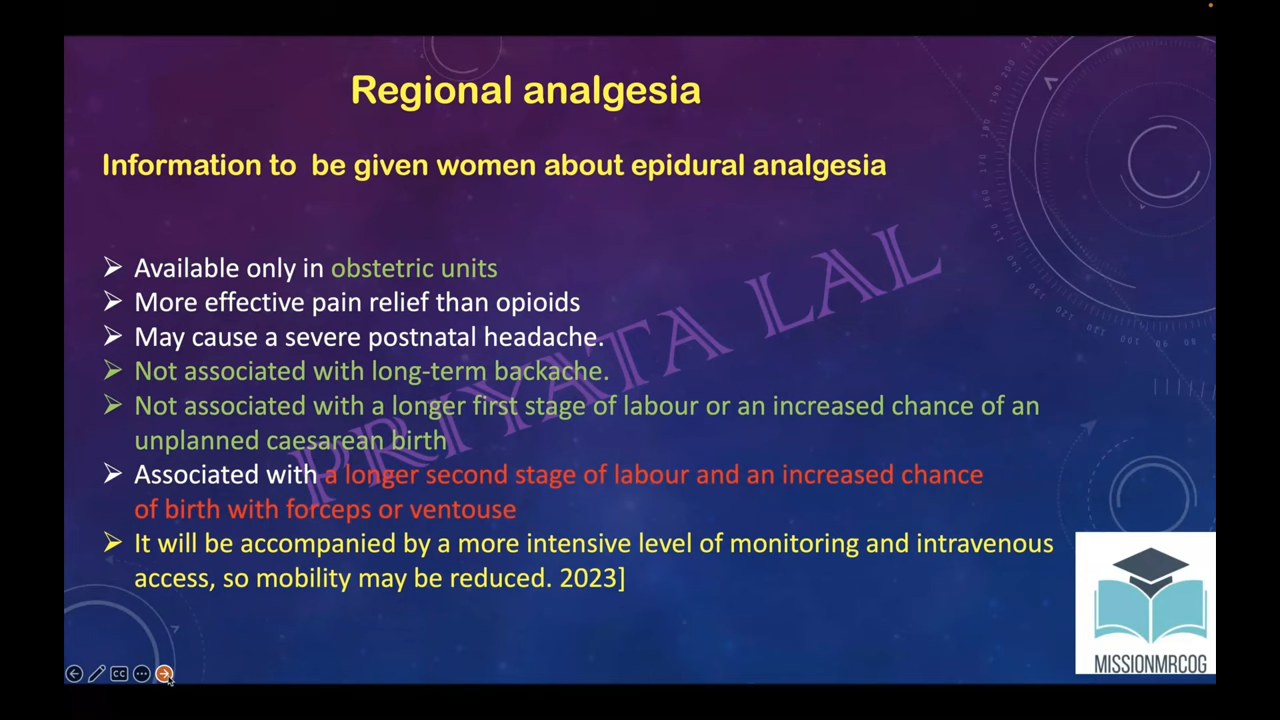 Regional analgesia
Information to be given women about epidural analgesia
➢ Available only in obstetric units
➢ More effective pain relief than opioids
➢ May cause a severe postnatal headache.
➢ Not associated with long-term backache.
➢ Not associated with a longer first stage of labour or an increased chance of an
unplanned caesarean birth
➢ Associated with a longer second stage of labour and an increased chance
of birth with forceps or ventouse
➢ It will be accompanied by a more intensive level of monitoring and intravenous
access, so mobility may be reduced. 2023]
PRIYATA LAL
MISSIONMRCOG
CC